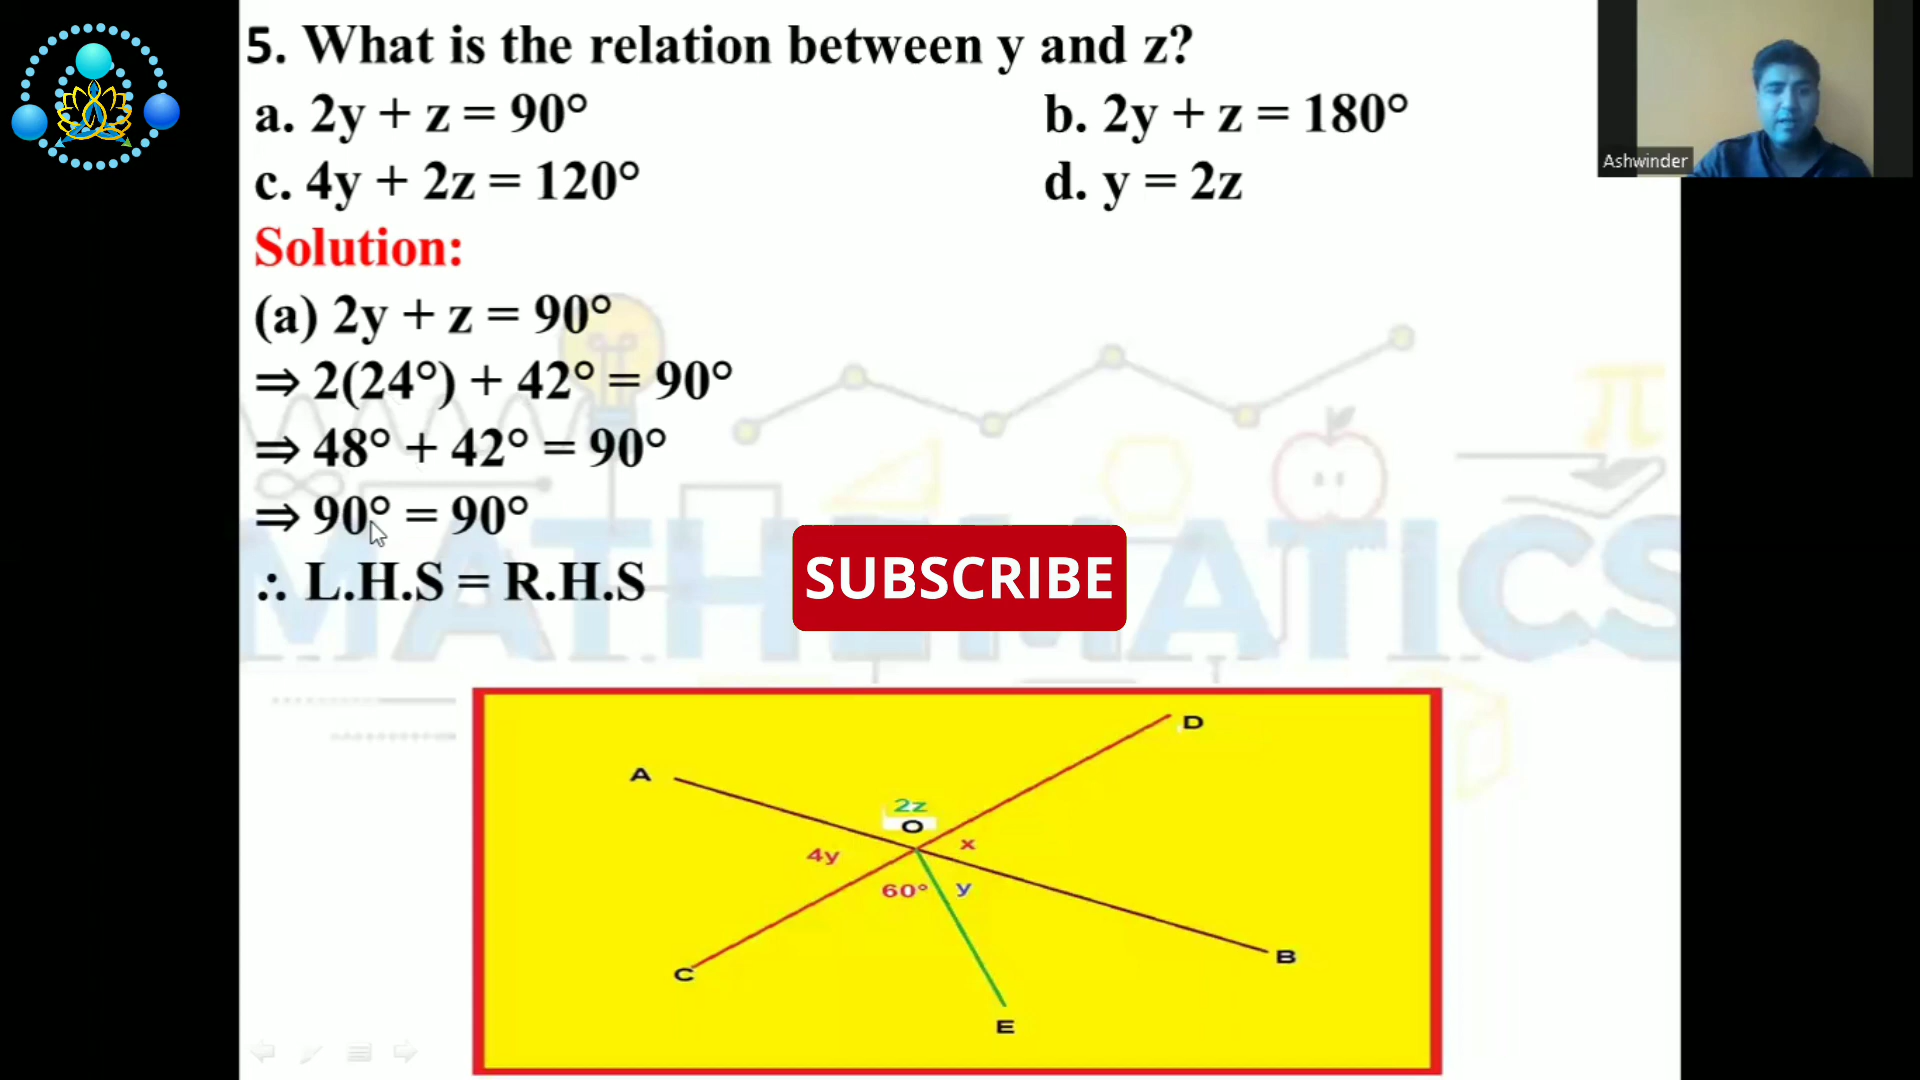 5. What is the relation between y and z?
a. 2y + z = 90°
b. 2y + z = 180°
c. 4y + 2z = 120°
d. y = 2z
Ashwinder
Solution:
(a) 2y + z = 90°
⇒ 2(24°) + 42° = 90°
⇒ 48° + 42° = 90°
⇒ 90° = 90°
∴ L.H.S = R.H.S
SUBSCRIBE
MATHEMATICS
π
D
A
2z
O
x
4y
60°
y
B
C
E